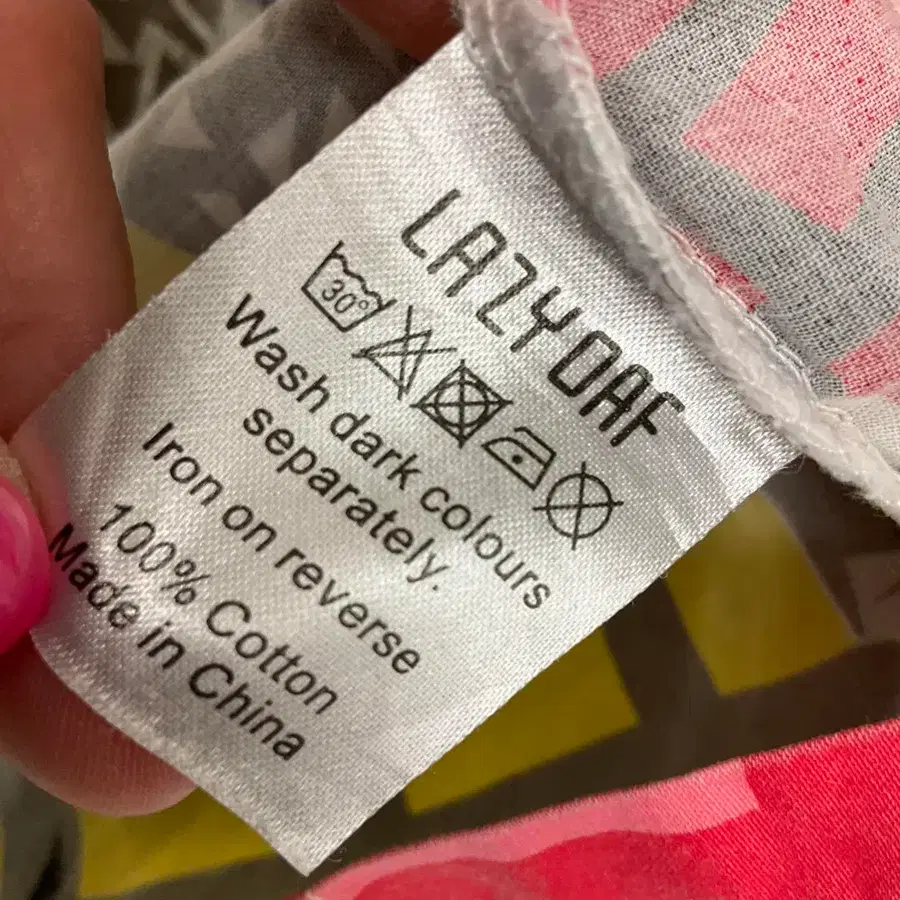 LAZY OAF
30°
Wash dark colours
separately.
Iron on reverse
100% Cotton
Made in China